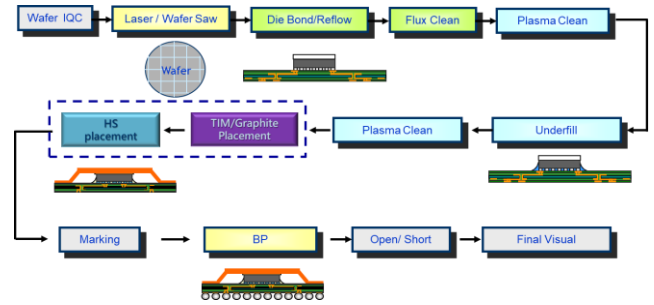 Wafer IQC
Laser / Wafer Saw
Die Bond/Reflow
Flux Clean
Plasma Clean
Wafer
HS
placement
TIM/Graphite
Placement
Plasma Clean
Underfill
Marking
BP
Open/ Short
Final Visual